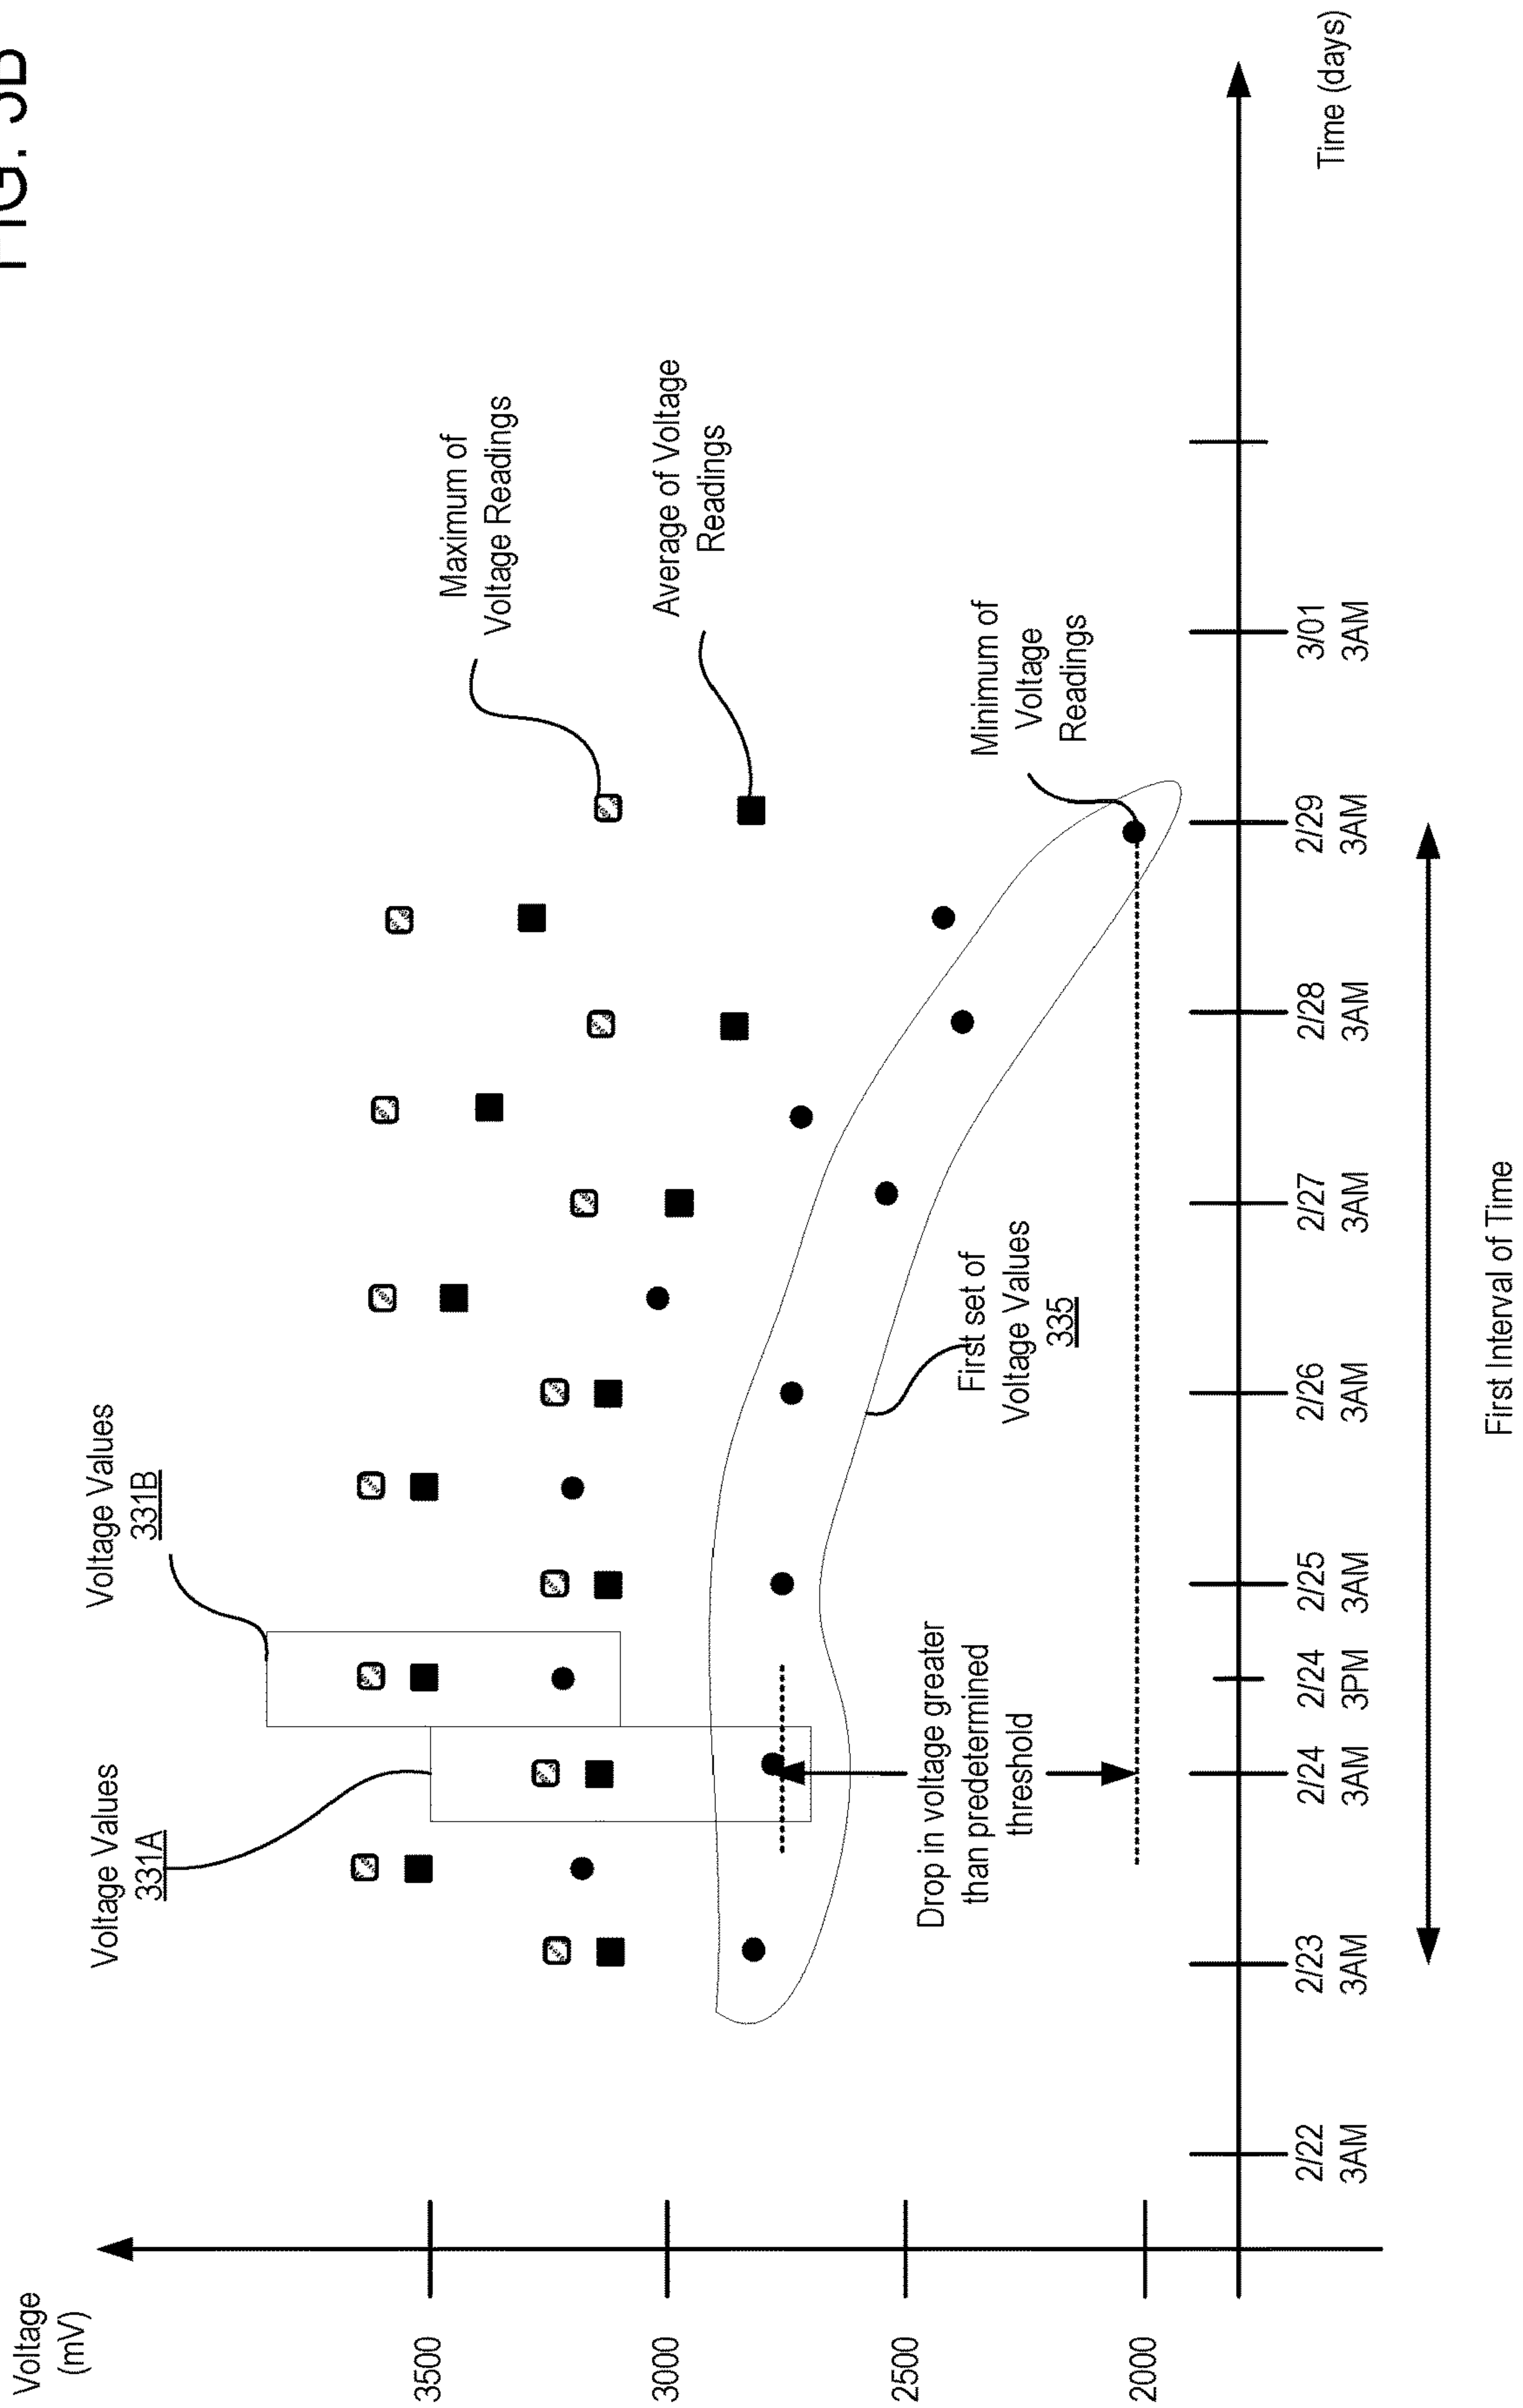 FIG. 3B
Voltage
(mV)
3500
3000
2500
2000
Voltage Values
331A
Voltage Values
331B
Maximum of
Voltage Readings
Average of Voltage
Readings
Minimum of
Voltage
Readings
First set of
Voltage Values
335
Drop in voltage greater
than predetermined
threshold
2/22
3AM
2/23
3AM
2/24
3AM
2/24
3PM
2/25
3AM
2/26
3AM
2/27
3AM
2/28
3AM
2/29
3AM
3/01
3AM
Time (days)
First Interval of Time